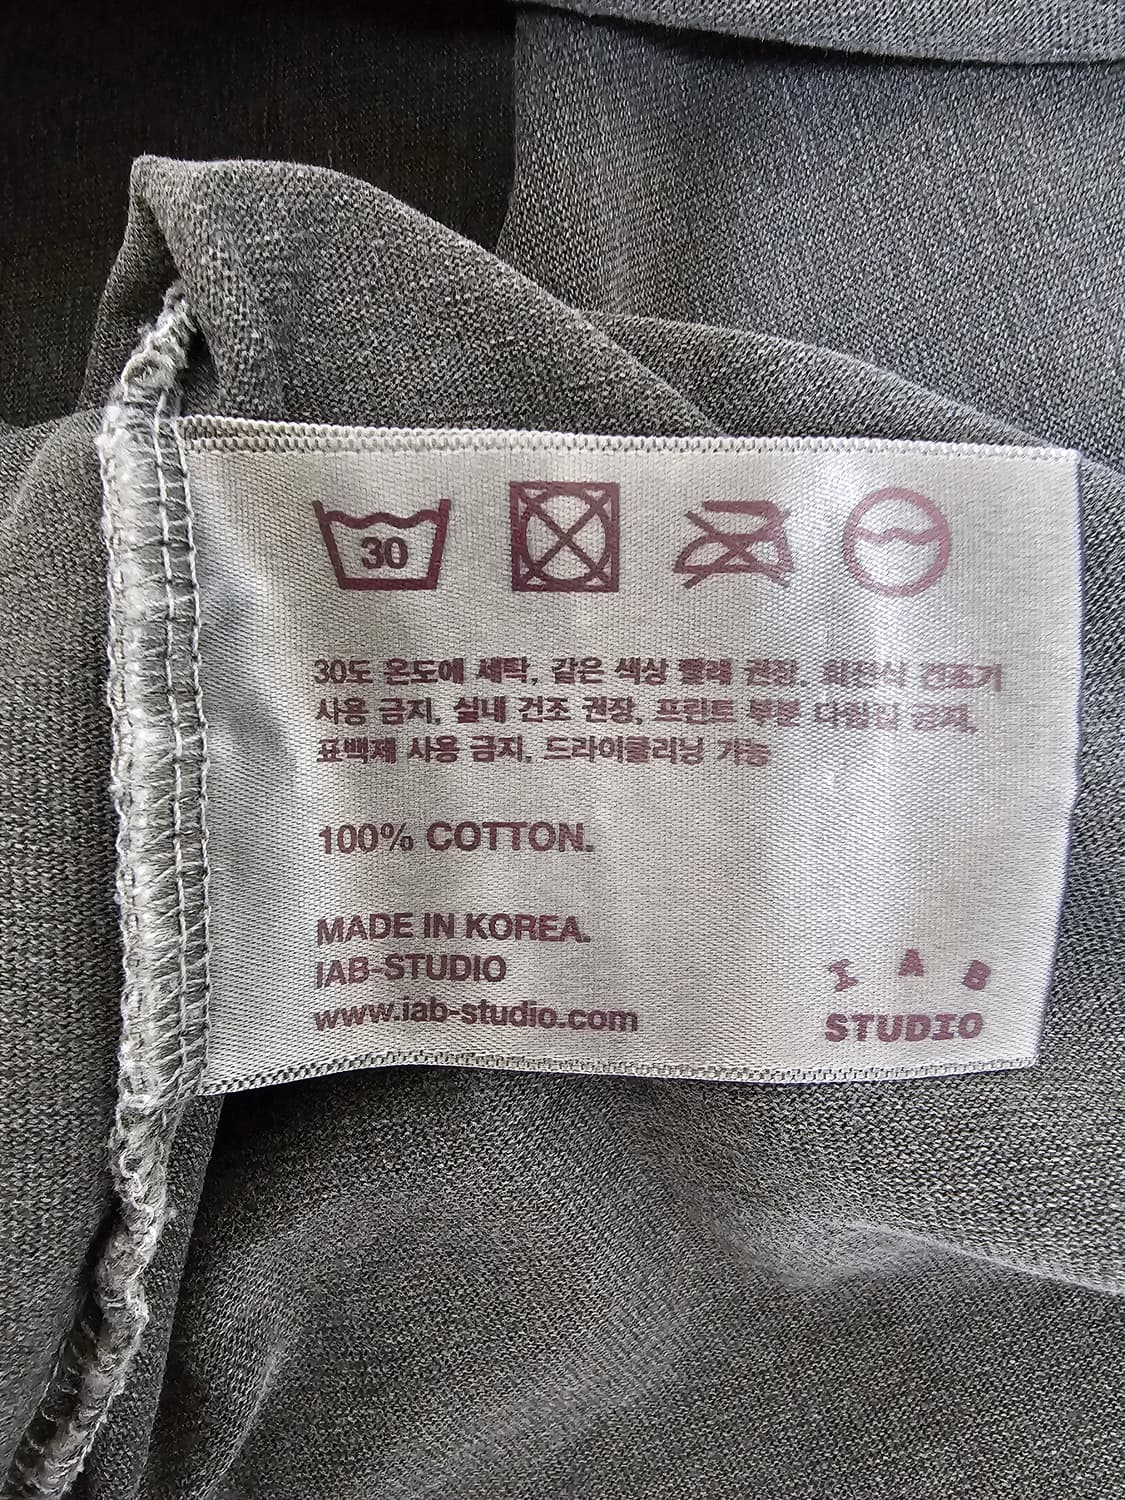 30
30도 온도에 세탁, 같은 색상 빨래 권장, 회전식 건조기
사용 금지, 실내 건조 권장, 프린트 부분 다림질 금지,
표백제 사용 금지, 드라이클리닝 가능
100% COTTON.
MADE IN KOREA.
IAB-STUDIO
www.iab-studio.com
I A B
STUDIO